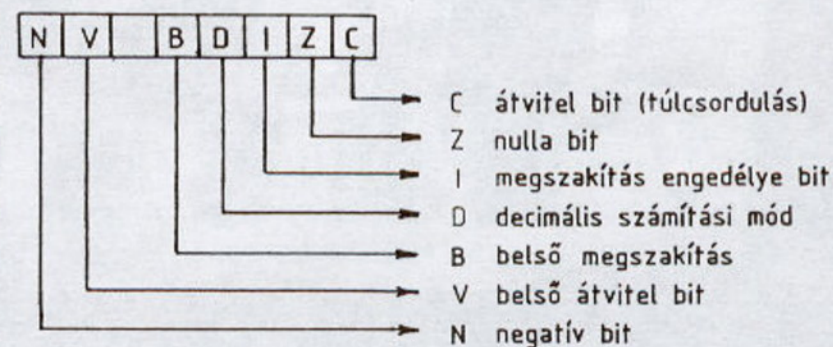 N V B D I Z C
C átvitel bit (túlcsordulás)
Z nulla bit
I megszakítás engedélye bit
D decimális számítási mód
B belső megszakítás
V belső átvitel bit
N negatív bit